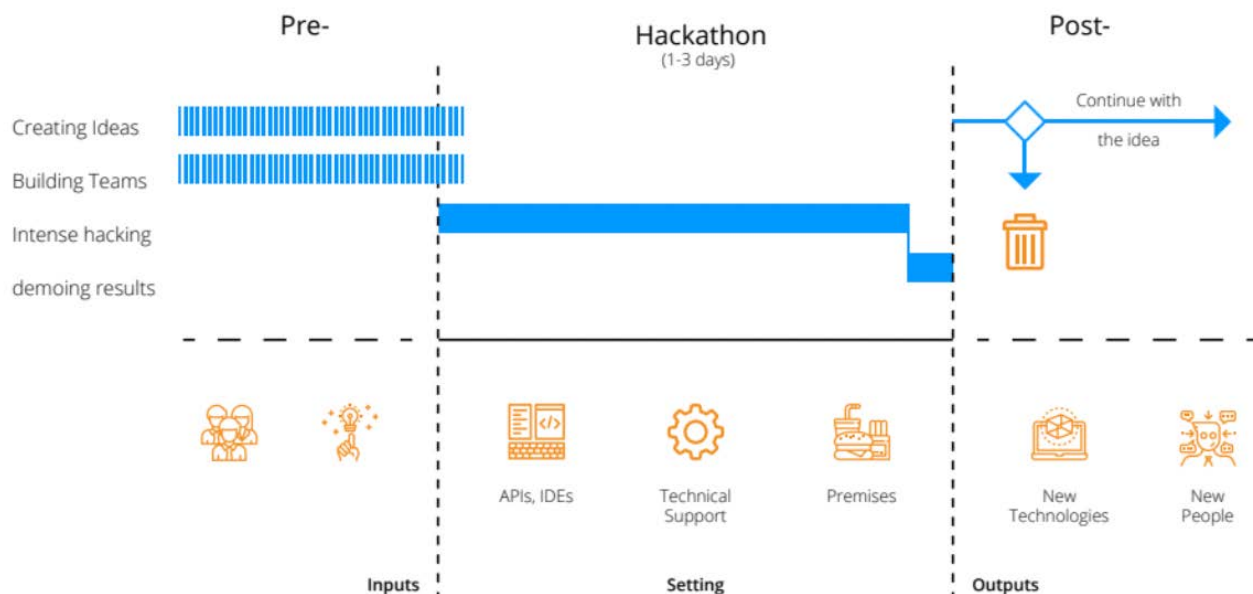 Pre-
Hackathon
(1-3 days)
Post-
Creating Ideas
Building Teams
Intense hacking
demoing results
Continue with
the idea
</>
APIs, IDEs
Technical
Support
Premises
New
Technologies
New
People
Inputs
Setting
Outputs